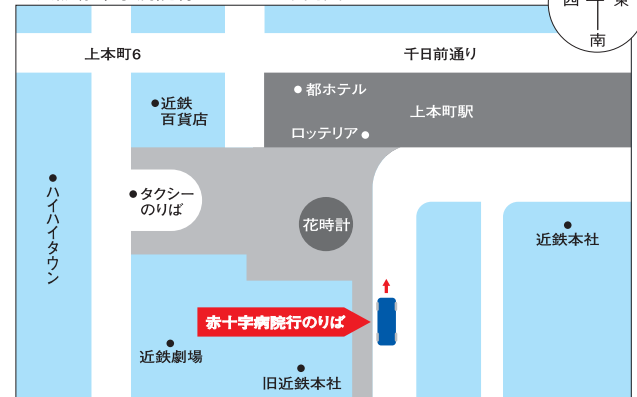 西 東
南
上本町6
千日前通り
●都ホテル
●近鉄
百貨店
上本町駅
ロッテリア●
ハイハイタウン
●タクシー
のりば
花時計
近鉄本社
赤十字病院行のりば
近鉄劇場
旧近鉄本社